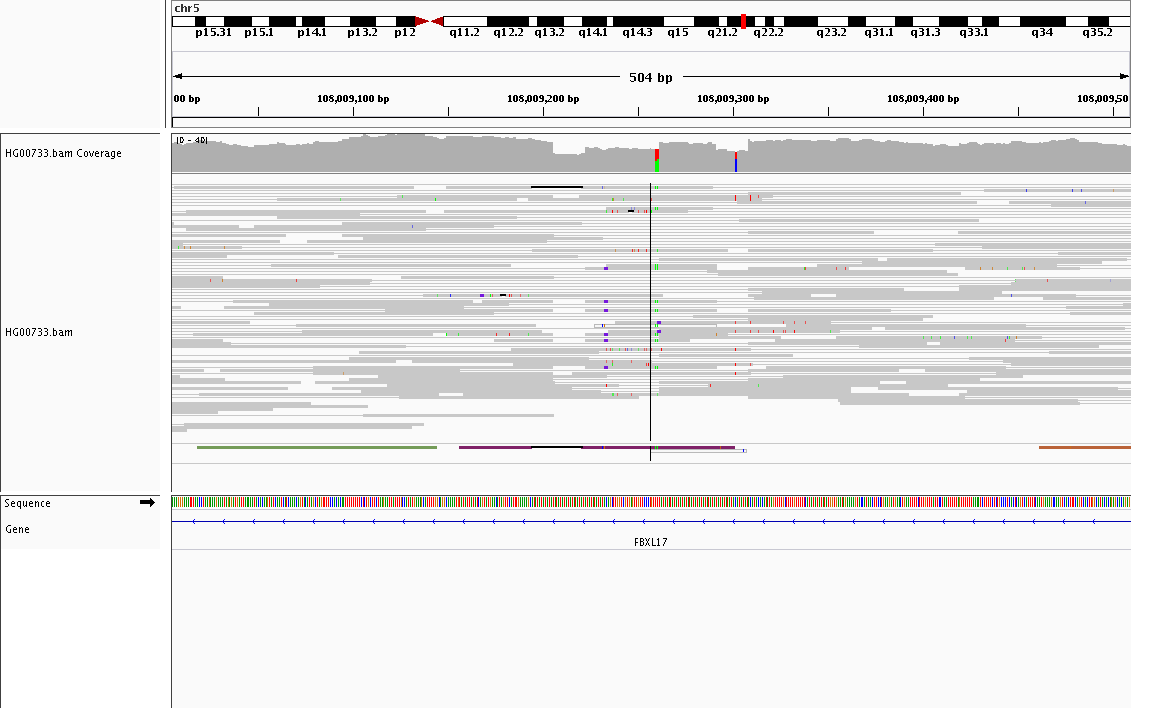 chr5
p15.31 p15.1 p14.1 p13.2 p12 q11.2 q12.2 q13.2 q14.1 q14.3 q15 q21.2 q22.2 q23.2 q31.1 q31.3 q33.1 q34 q35.2
504 bp
00 bp 108,009,100 bp 108,009,200 bp 108,009,300 bp 108,009,400 bp 108,009,50
[0 - 40]
HG00733.bam Coverage
HG00733.bam
Sequence
Gene
FBXL17